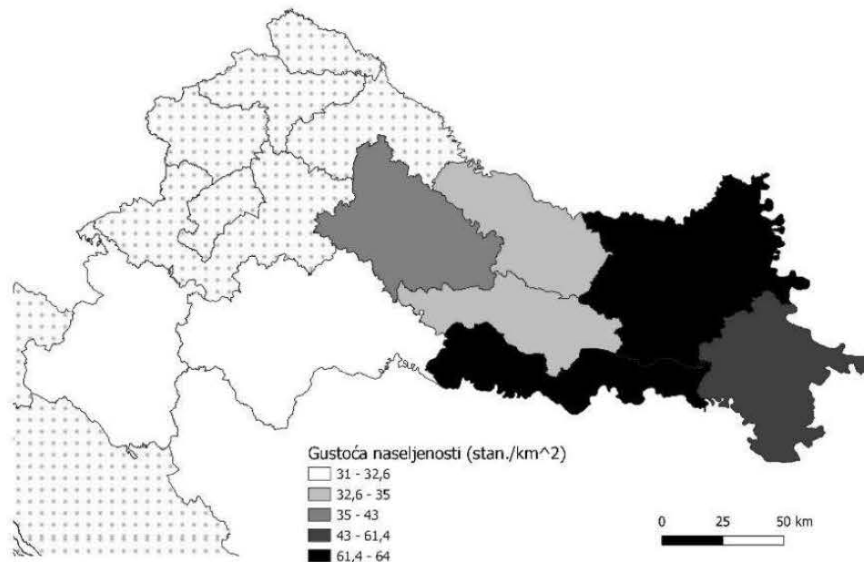 Gustoća naseljenosti (stan./km^2)
31 - 32,6
32,6 - 35
35 - 43
43 - 61,4
61,4 - 64
0 25 50 km